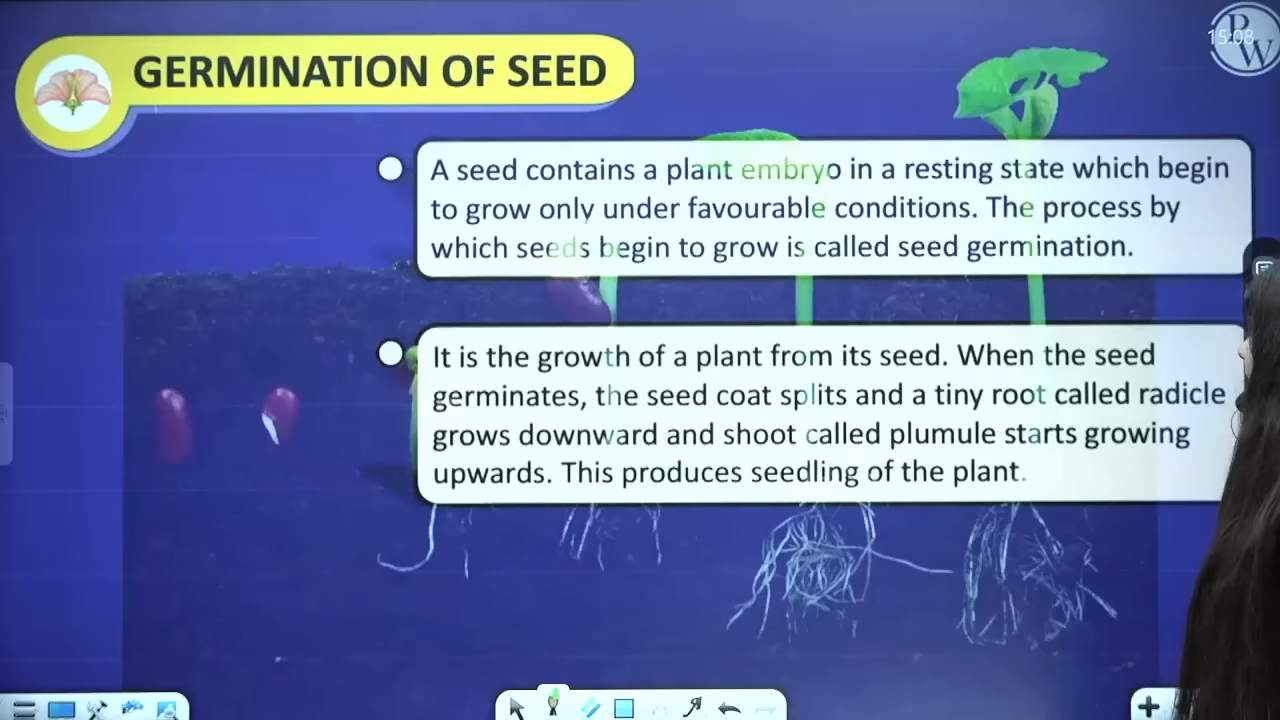 GERMINATION OF SEED
P
W
15:08
A seed contains a plant embryo in a resting state which begin
to grow only under favourable conditions. The process by
which seeds begin to grow is called seed germination.
It is the growth of a plant from its seed. When the seed
germinates, the seed coat splits and a tiny root called radicle
grows downward and shoot called plumule starts growing
upwards. This produces seedling of the plant.